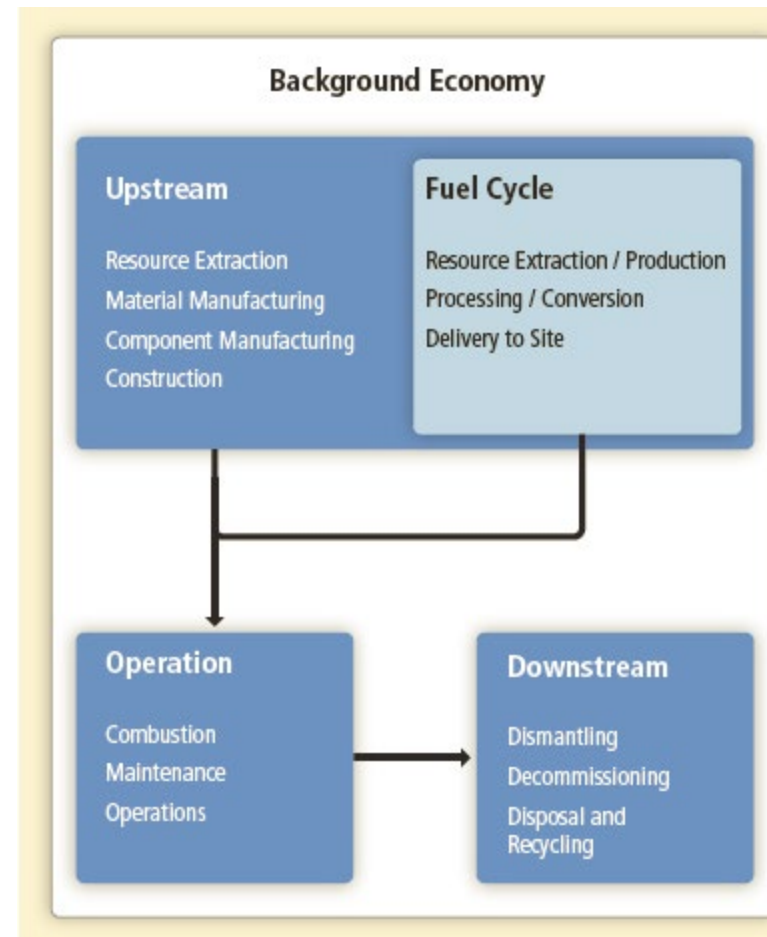 Background Economy
Upstream
Resource Extraction
Material Manufacturing
Component Manufacturing
Construction
Fuel Cycle
Resource Extraction / Production
Processing / Conversion
Delivery to Site
Operation
Combustion
Maintenance
Operations
Downstream
Dismantling
Decommissioning
Disposal and
Recycling